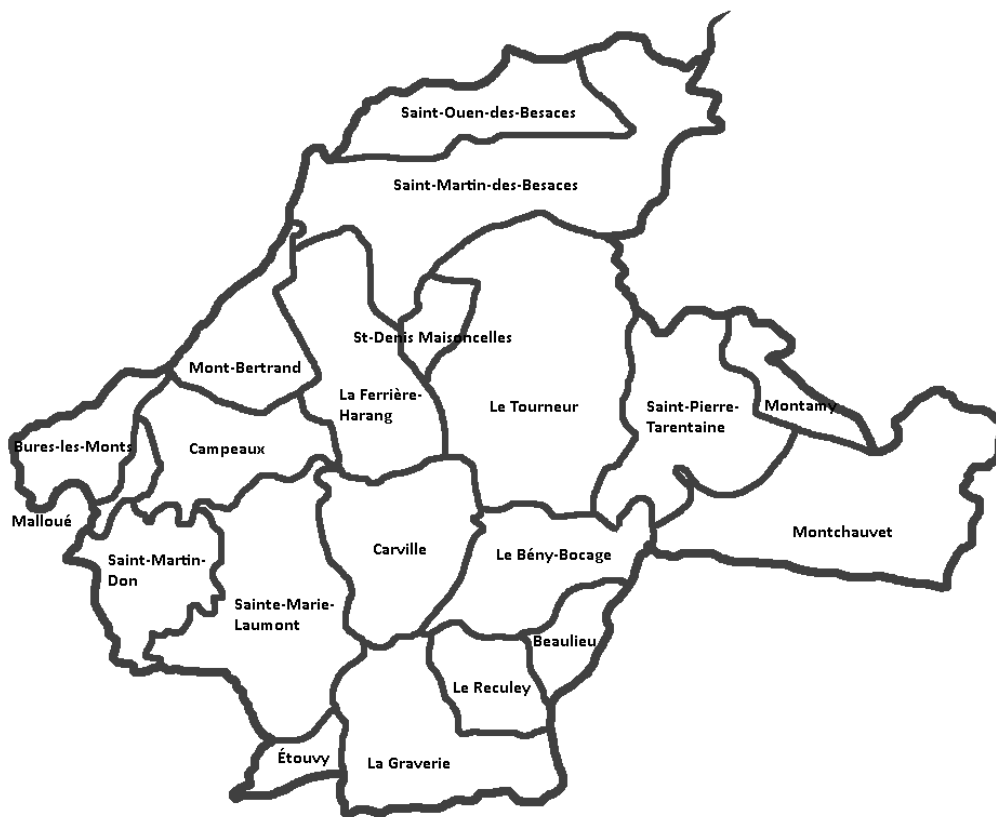 Saint-Ouen-des-Besaces
Saint-Martin-des-Besaces
St-Denis Maisoncelles
Mont-Bertrand
La Ferrière-
Harang
Le Tourneur
Saint-Pierre-
Tarentaine
Montamy
Bures-les-Monts
Campeaux
Malloué
Montchauvet
Saint-Martin-
Don
Carville
Le Bény-Bocage
Sainte-Marie-
Laumont
Beaulieu
Le Reculey
Étouvy
La Graverie